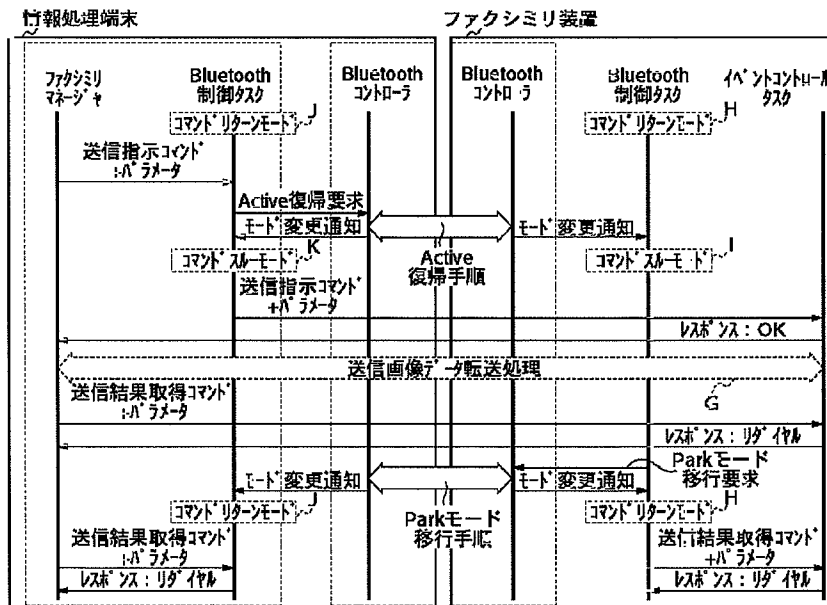 情報処理端末
ファクシミリ装置
ファクシミリ
マネージャ
Bluetooth
制御タスク
Bluetooth
コントローラ
Bluetooth
コントローラ
Bluetooth
制御タスク
イベントコントロール
タスク
コマンドリターンモード
J
コマンドリターンモード
H
送信指示コマンド
+パラメータ
Active復帰要求
モード変更通知
モード変更通知
コマンドスルーモード
K
Active
復帰手順
コマンドスルーモード
I
送信指示コマンド
+パラメータ
レスポンス：OK
送信画像データ転送処理
G
送信結果取得コマンド
+パラメータ
レスポンス：リダイヤル
Parkモード
移行要求
モード変更通知
モード変更通知
コマンドリターンモード
J
Parkモード
移行手順
コマンドリターンモード
H
送信結果取得コマンド
+パラメータ
送信結果取得コマンド
+パラメータ
レスポンス：リダイヤル
レスポンス：リダイヤル